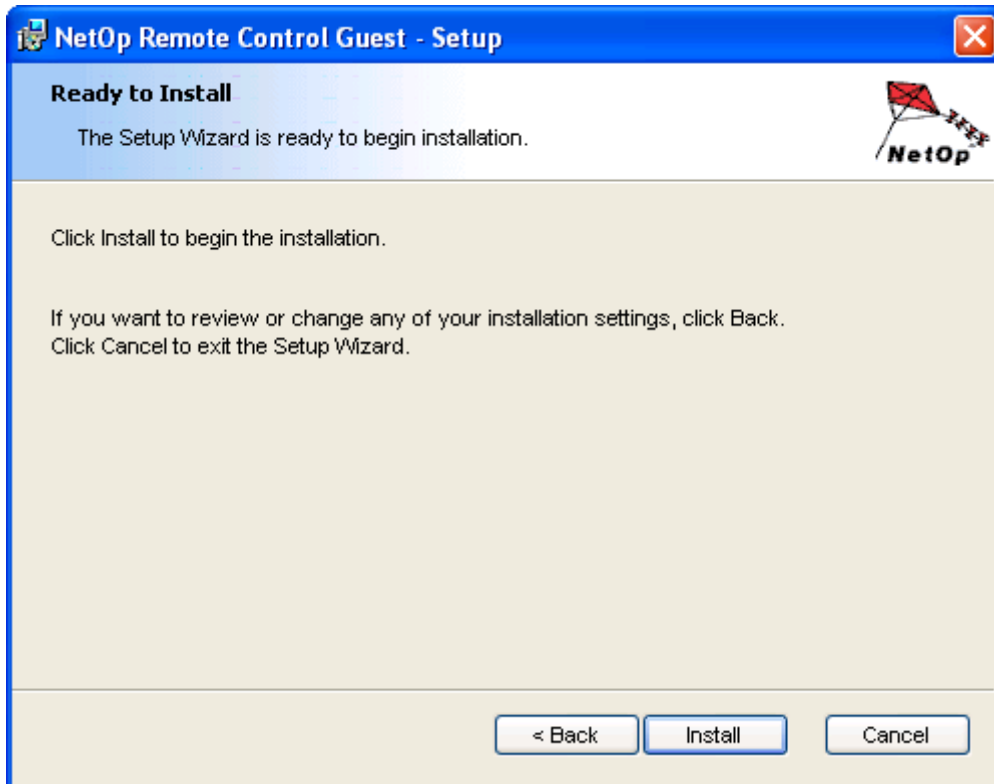 NetOp Remote Control Guest - Setup
Ready to Install
The Setup Wizard is ready to begin installation.
NetOp
Click Install to begin the installation.
If you want to review or change any of your installation settings, click Back.
Click Cancel to exit the Setup Wizard.
< Back
Install
Cancel